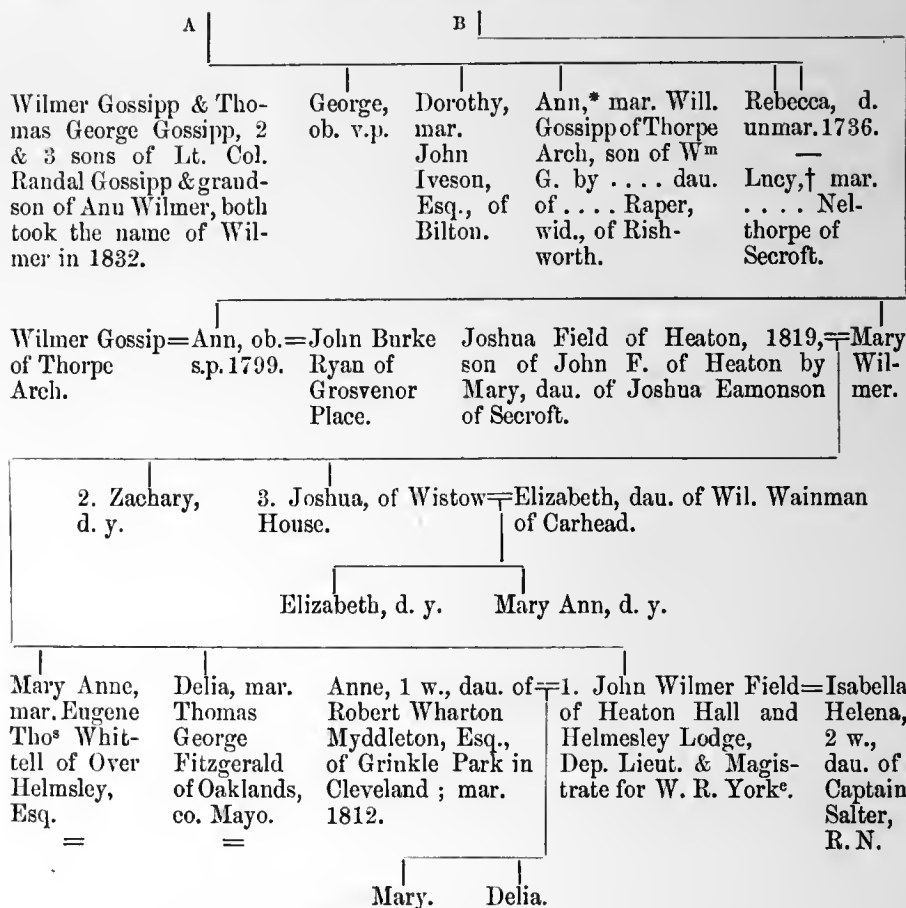 A
B
Wilmer Gossipp & Tho-
mas George Gossipp, 2
& 3 sons of Lt. Col.
Randal Gossipp & grand-
son of Anu Wilmer, both
took the name of Wil-
mer in 1832.
George,
ob. v.p.
Dorothy,
mar.
John
Iveson,
Esq., of
Bilton.
Ann,* mar. Will.
Gossipp of Thorpe
Arch, son of Wm
G. by .... dau.
of .... Raper,
wid., of Rish-
worth.
Rebecca, d.
unmar. 1736.
—
Lucy,† mar.
.... Nel-
thorpe of
Secroft.
Wilmer Gossip=
of Thorpe
Arch.
Ann, ob.=
s.p. 1799.
John Burke
Ryan of
Grosvenor
Place.
Joshua Field of Heaton, 1819,=
son of John F. of Heaton by
Mary, dau. of Joshua Eamonson
of Secroft.
Mary
Wil-
mer.
2. Zachary,
d. y.
3. Joshua, of Wistow=
House.
Elizabeth, dau. of Wil. Wainman
of Carhead.
Elizabeth, d. y.
Mary Ann, d. y.
Mary Anne,
mar. Eugene
Thos Whit-
tell of Over
Helmsley,
Esq.
=
Delia, mar.
Thomas
George
Fitzgerald
of Oaklands,
co. Mayo.
=
Anne, 1 w., dau. of=
Robert Wharton
Myddleton, Esq.,
of Grinkle Park in
Cleveland ; mar.
1812.
1. John Wilmer Field=
of Heaton Hall and
Helmesley Lodge,
Dep. Lieut. & Magis-
trate for W. R. Yorke.
Isabella
Helena,
2 w.,
dau. of
Captain
Salter,
R. N.
Mary.
Delia.